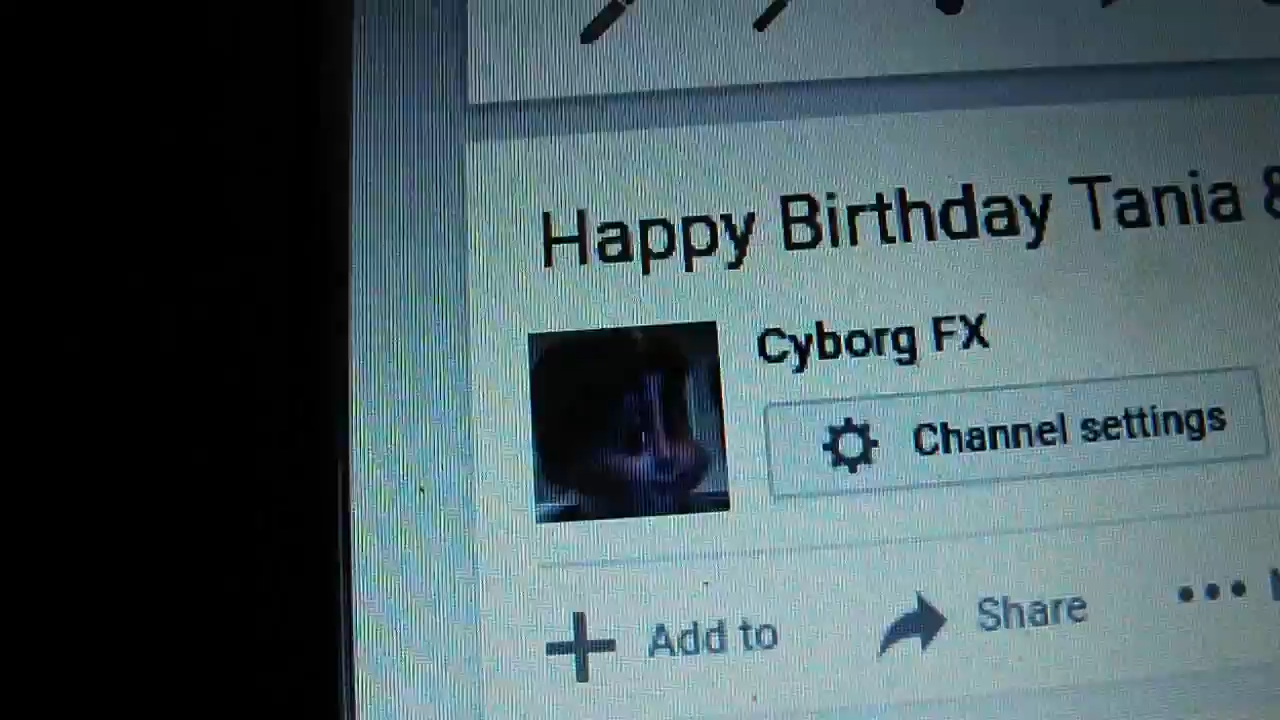 Happy Birthday Tania &
Cyborg FX
Channel settings
Add to
Share